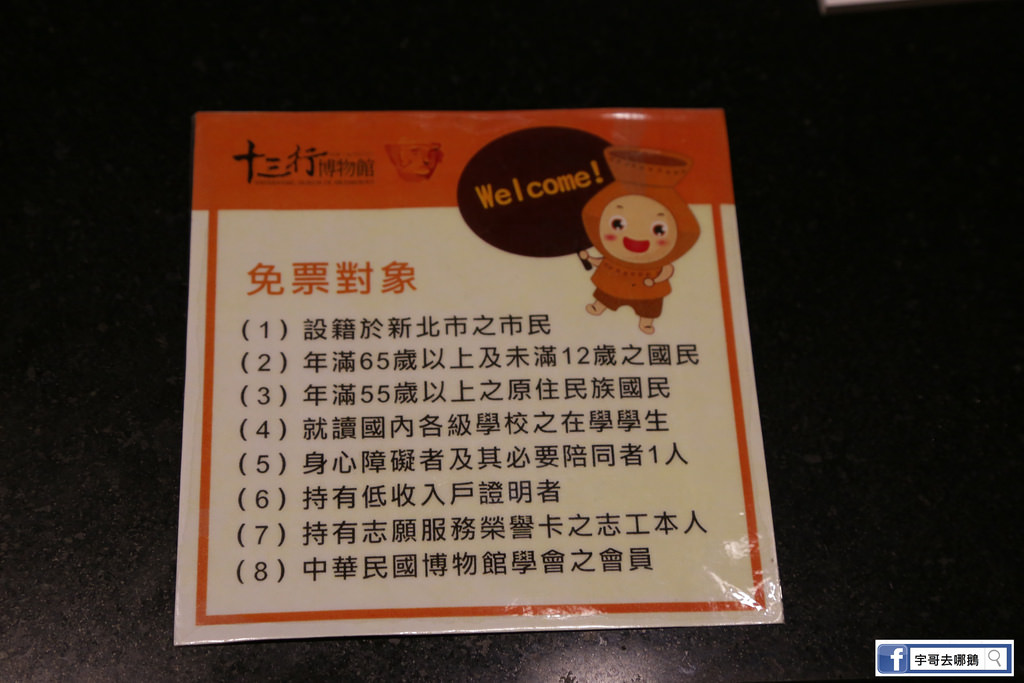 十三行博物館
Welcome!
免票對象
(1) 設籍於新北市之市民
(2) 年滿65歲以上及未滿12歲之國民
(3) 年滿55歲以上之原住民族國民
(4) 就讀國內各級學校之在學學生
(5) 身心障礙者及其必要陪同者1人
(6) 持有低收入戶證明者
(7) 持有志願服務榮譽卡之志工本人
(8) 中華民國博物館學會之會員
f 宇哥去哪鵝